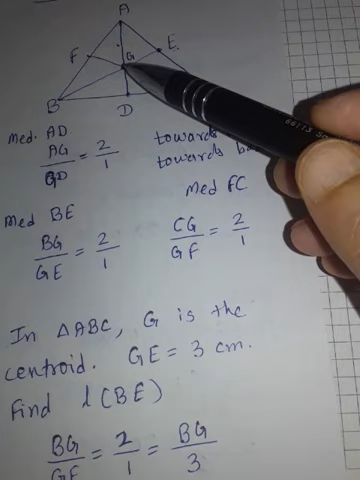 A
F
G
E
B
D
Med. AD
AG/GD = 2/1
towards
towards
Med BE
Med FC
BG/GE = 2/1
CG/GF = 2/1
In ΔABC, G is the
centroid. GE = 3 cm.
Find l(BE)
BG/GE = 2/1 = BG/3